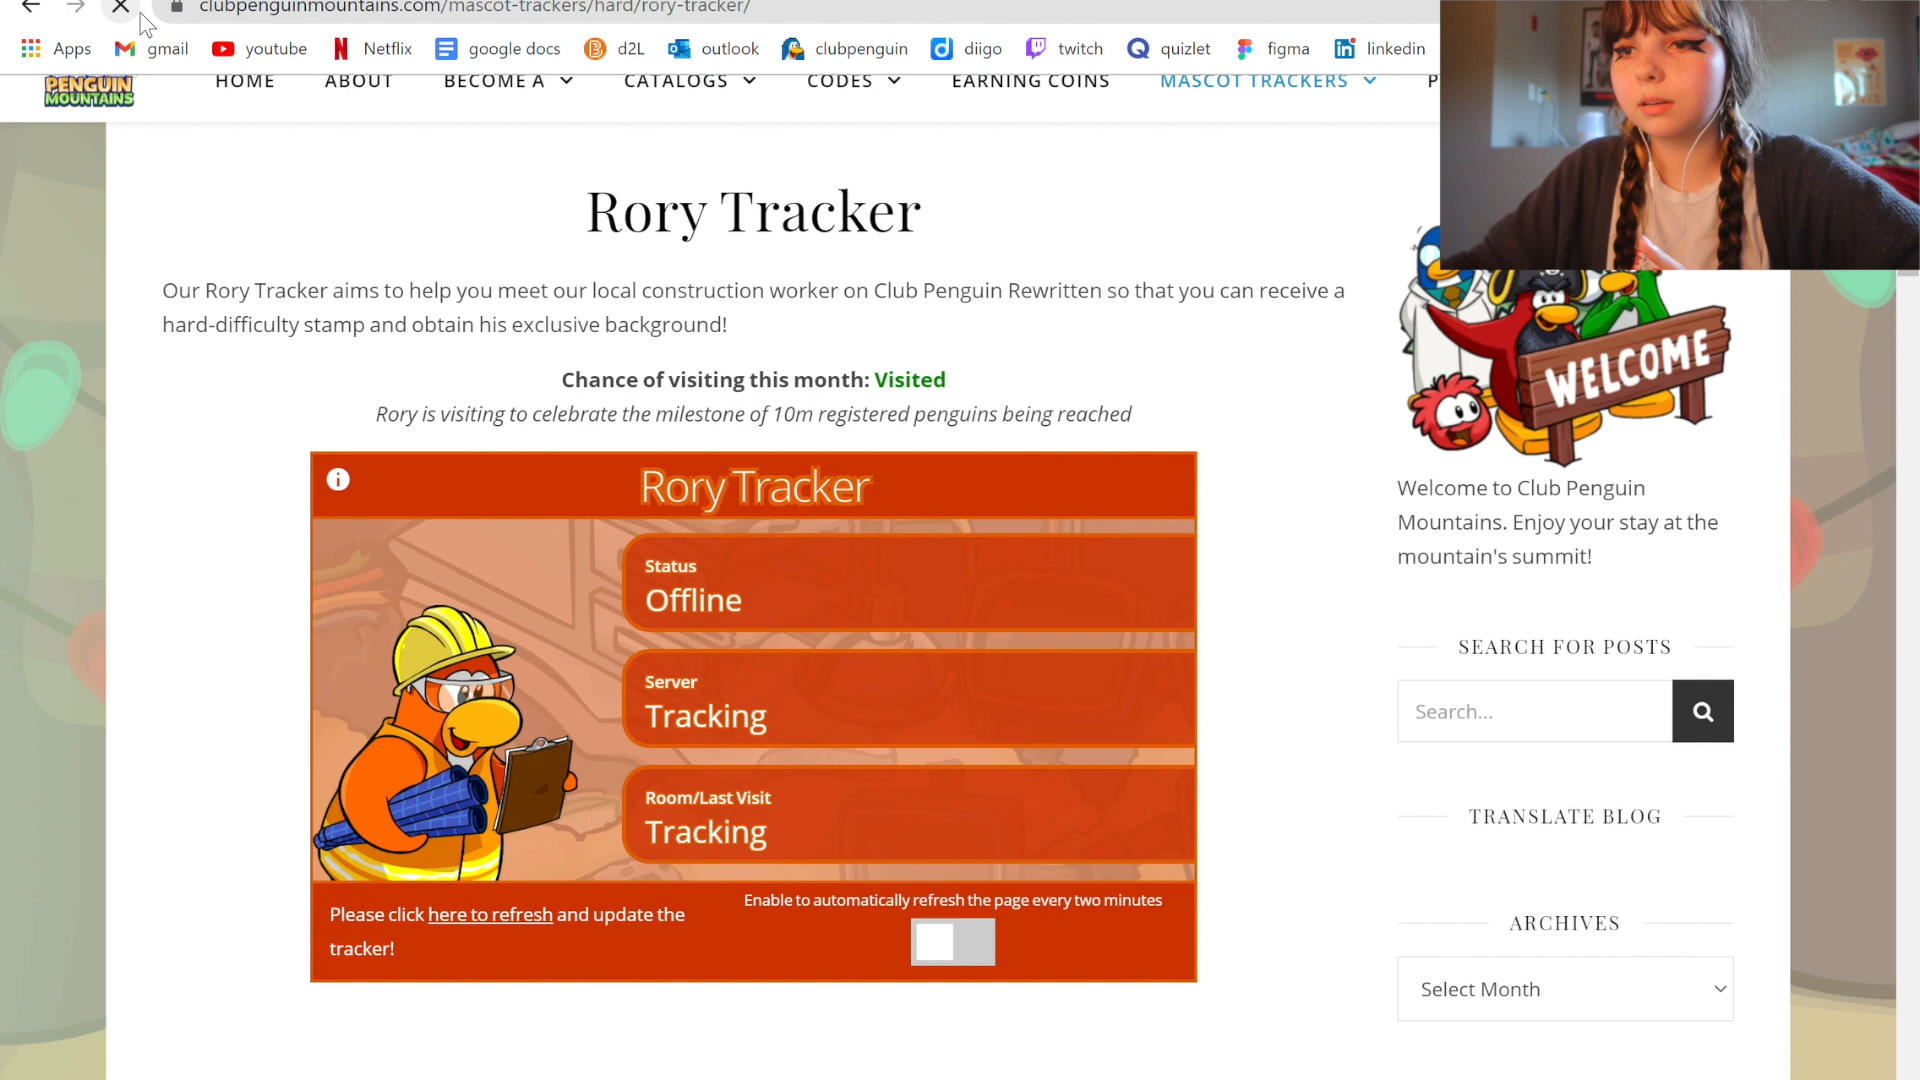 clubpenguinmountains.com/mascot-trackers/hard/rory-tracker/
Apps gmail youtube Netflix google docs d2L outlook clubpenguin diigo twitch quizlet figma linkedin
PENGUIN
MOUNTAINS
HOME ABOUT BECOME A CATALOGS CODES EARNING COINS MASCOT TRACKERS P
Rory Tracker
Our Rory Tracker aims to help you meet our local construction worker on Club Penguin Rewritten so that you can receive a
hard-difficulty stamp and obtain his exclusive background!
Chance of visiting this month: Visited
Rory is visiting to celebrate the milestone of 10m registered penguins being reached
Rory Tracker
Status
Offline
Server
Tracking
Room/Last Visit
Tracking
Please click here to refresh and update the
tracker!
Enable to automatically refresh the page every two minutes
WELCOME
Welcome to Club Penguin
Mountains. Enjoy your stay at the
mountain's summit!
SEARCH FOR POSTS
Search...
TRANSLATE BLOG
ARCHIVES
Select Month